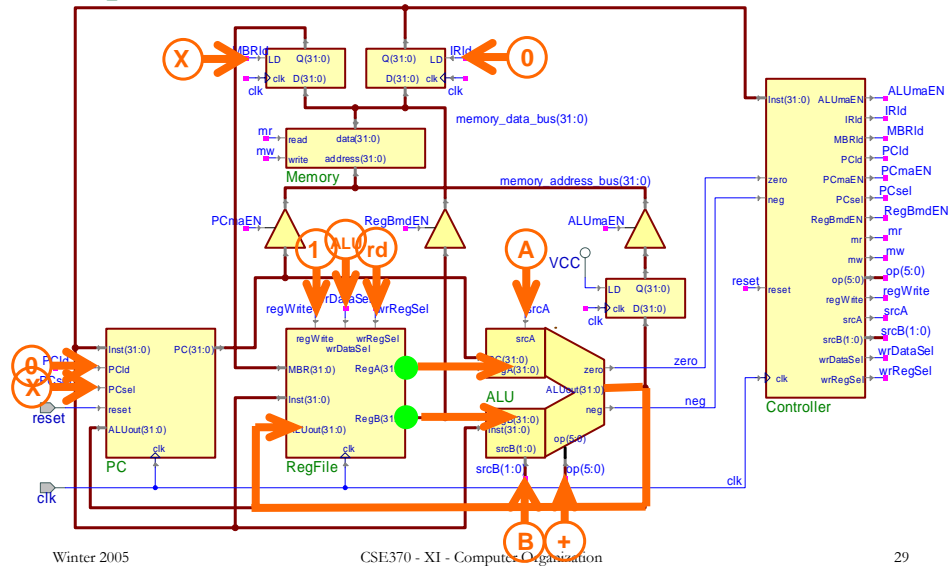 X
MBRld
LD
Q(31:0)
clk
D(31:0)
clk
Q(31:0)
LD
D(31:0)
clk
IRld
0
clk
memory_data_bus(31:0)
mr
read
data(31:0)
mw
write
address(31:0)
Memory
memory_address_bus(31:0)
PCmaEN
RegBmdEN
ALUmaEN
1
ALU
rd
A
VCC
LD
Q(31:0)
clk
D(31:0)
clk
regWrite
wrDataSel
wrRegSel
srcA
regWrite
wrRegSel
wrDataSel
MBR(31:0)
RegA(31:0)
Inst(31:0)
RegB(31:0)
ALUout(31:0)
clk
RegFile
0
X
PCld
PCsel
reset
Inst(31:0)
PC(31:0)
PCld
PCsel
reset
ALUout(31:0)
clk
PC
clk
srcA
PC(31:0)
RegA(31:0)
zero
ALUout(31:0)
ALU
neg
RegB(31:0)
Inst(31:0)
op(5:0)
srcB(1:0)
srcB(1:0)
op(5:0)
B
+
zero
neg
clk
Inst(31:0)
zero
neg
reset
reset
clk
ALUmaEN
IRld
MBRld
PCld
PCmaEN
PCsel
RegBmdEN
mr
mw
op(5:0)
regWrite
srcA
srcB(1:0)
wrDataSel
wrRegSel
ALUmaEN
IRld
MBRld
PCld
PCmaEN
PCsel
RegBmdEN
mr
mw
op(5:0)
regWrite
srcA
srcB(1:0)
wrDataSel
wrRegSel
Controller
Winter 2005
CSE370 - XI - Computer Organization
29